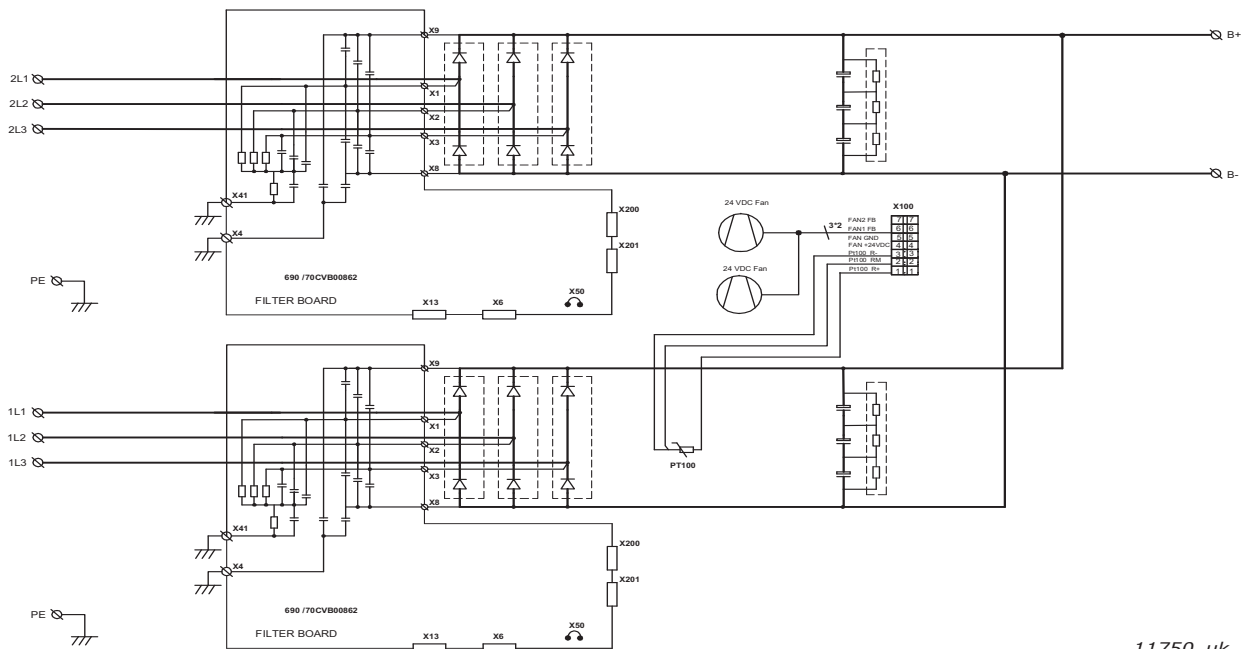 X9
B+
2L1
X1
2L2
X2
2L3
X3
X8
B-
X41
X4
24 VDC Fan
X100
X200
3*2
FAN2 FB 7 7
FAN1 FB 6 6
FAN GND 5 5
FAN +24VDC 4 4
Pt100 R- 3 3
Pt100 RM 2 2
Pt100 R+ 1 1
X201
24 VDC Fan
PE
690 /70CVB00862
X50
FILTER BOARD
X13
X6
X9
1L1
X1
1L2
X2
1L3
X3
PT100
X8
X41
X4
X200
X201
PE
690 /70CVB00862
X50
FILTER BOARD
X13
X6